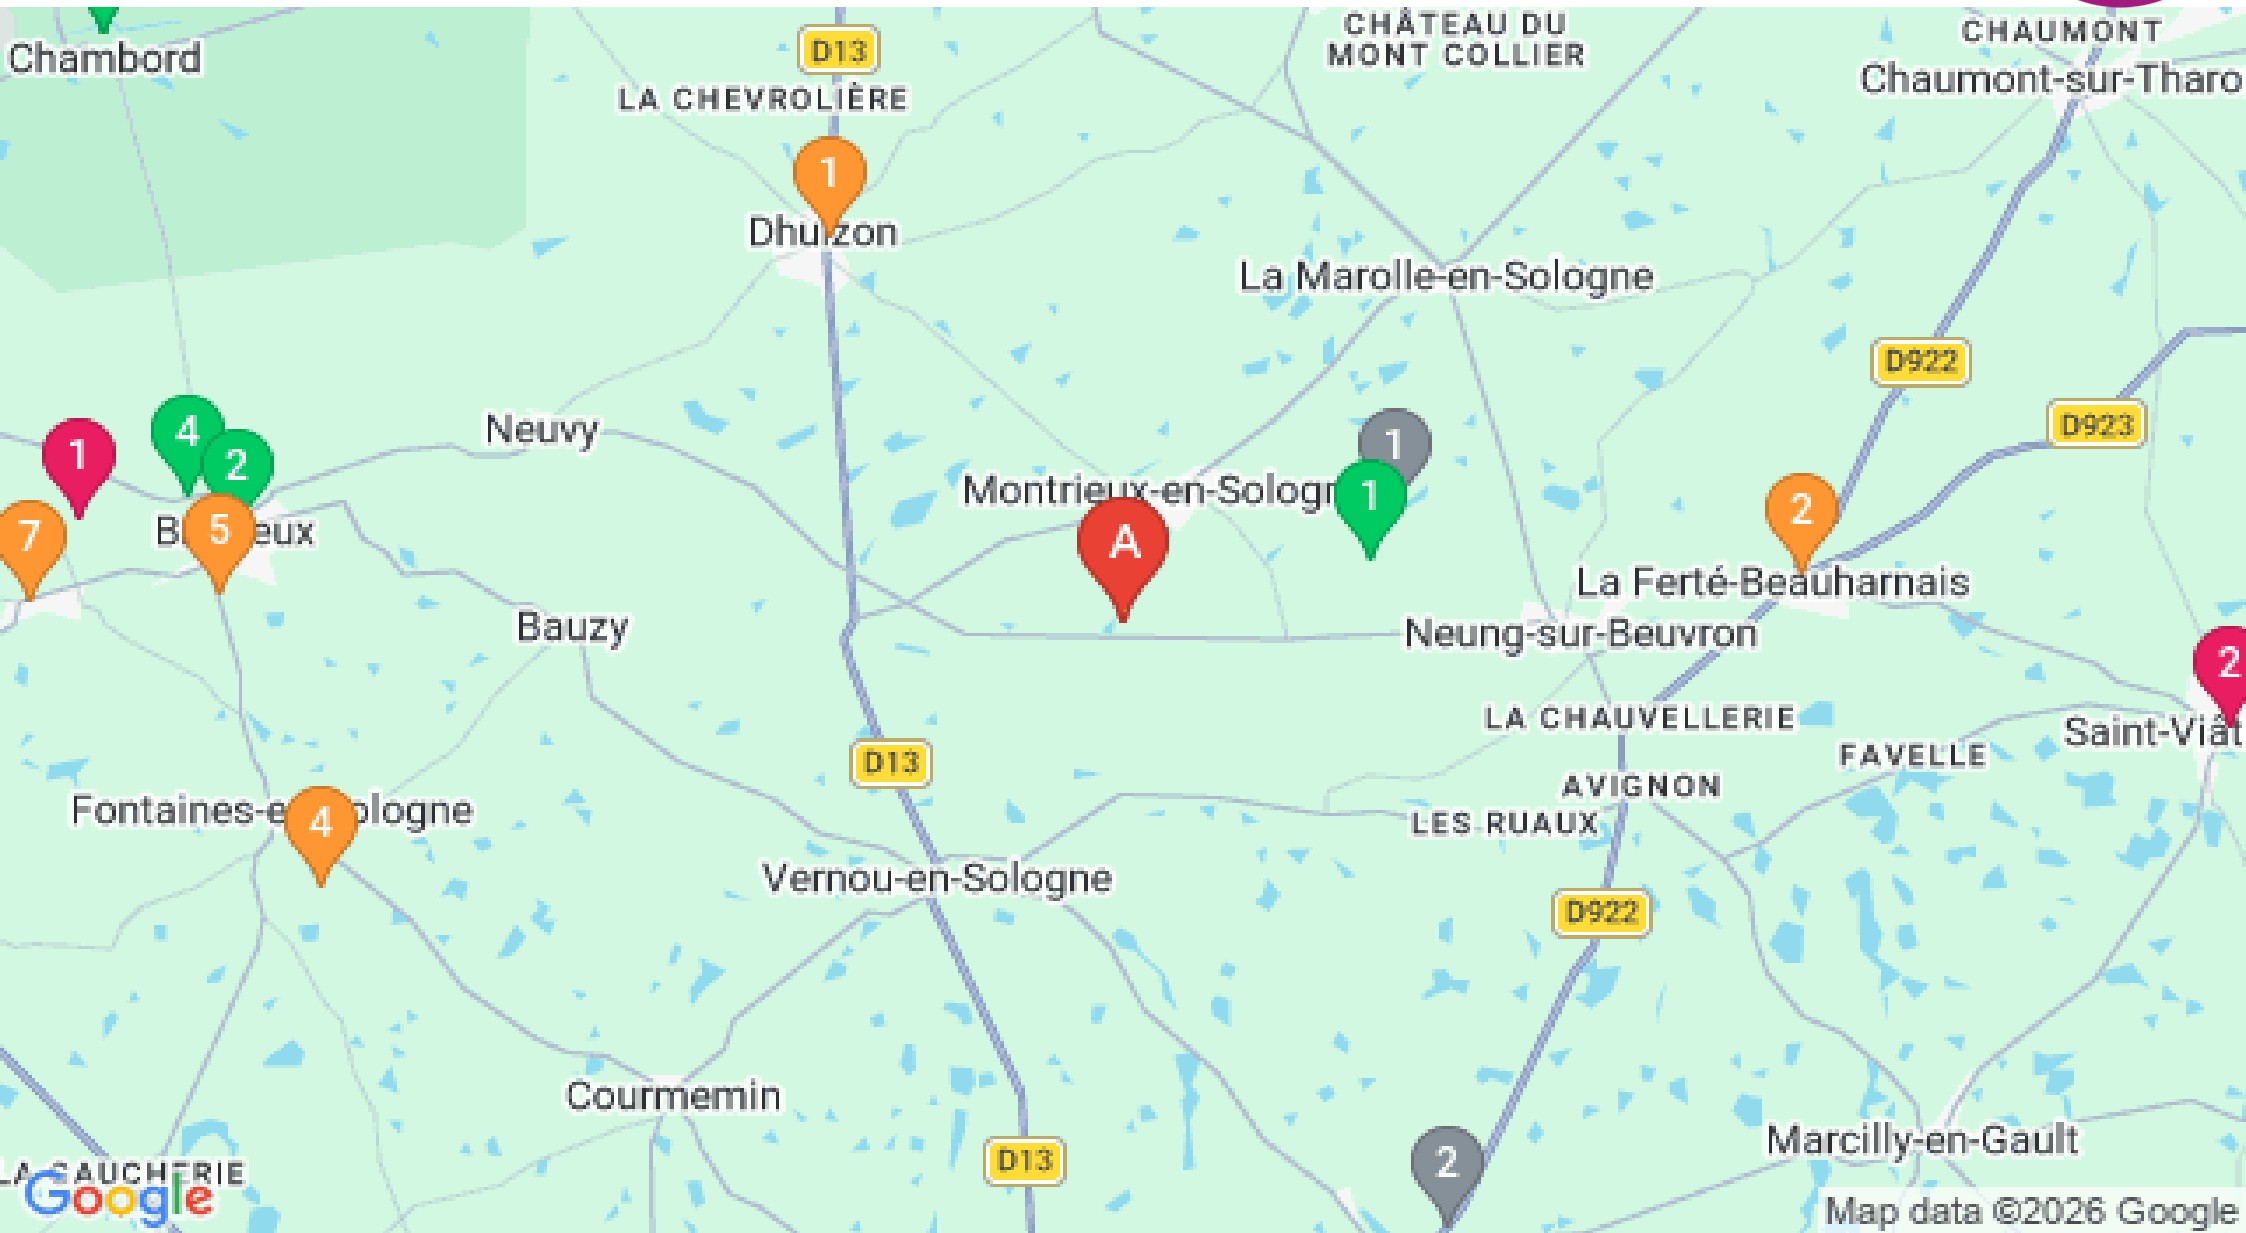 CHÂTEAU DU
MONT COLLIER
CHAUMONT
Chaumont-sur-Tharo
Chambord
D13
LA CHEVROLIÈRE
1
Dhuizon
La Marolle-en-Sologne
D922
D923
4
2
1
Neuvy
1
Montrieux-en-Sologn
1
7
5
A
2
La Ferté-Beauharnais
Bauzy
Neung-sur-Beuvron
2
LA CHAUVELLERIE
Saint-Viât
FAVELLE
D13
AVIGNON
Fontaines-e
ologne
4
LES RUAUX
Vernou-en-Sologne
D922
Courmemin
Marcilly-en-Gault
D13
2
LA GAUCHERIE
Google
Map data ©2026 Google